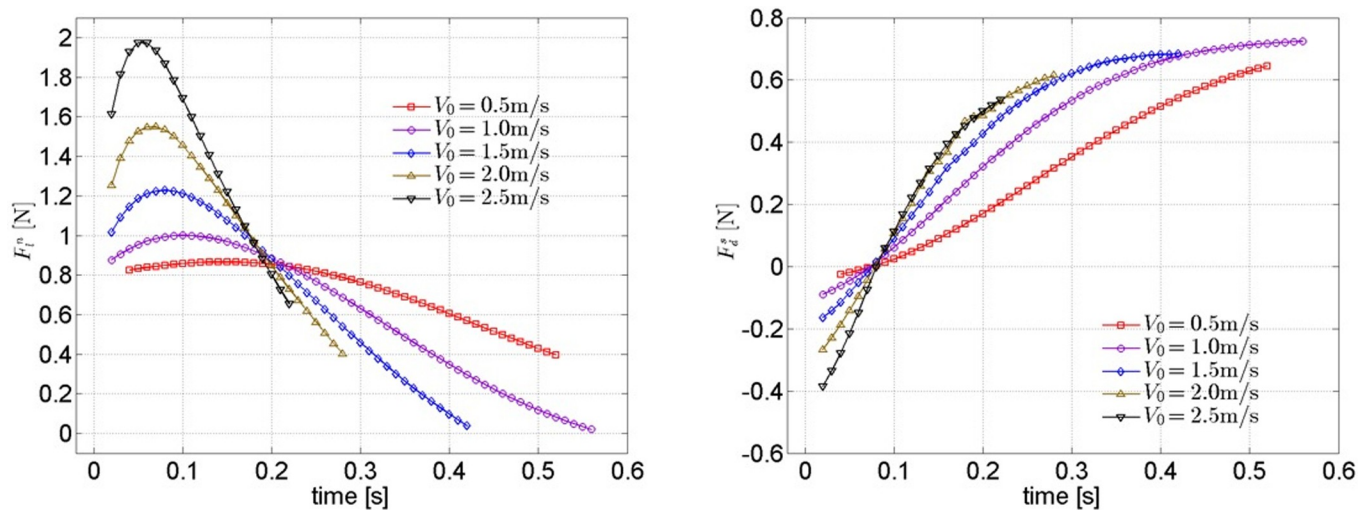 2
1.8
1.6
1.4
1.2
1
0.8
0.6
0.4
0.2
0
F_l^n [N]
V_0 = 0.5m/s
V_0 = 1.0m/s
V_0 = 1.5m/s
V_0 = 2.0m/s
V_0 = 2.5m/s
0 0.1 0.2 0.3 0.4 0.5 0.6
time [s]
0.8
0.6
0.4
0.2
0
-0.2
-0.4
-0.6
F_d^s [N]
V_0 = 0.5m/s
V_0 = 1.0m/s
V_0 = 1.5m/s
V_0 = 2.0m/s
V_0 = 2.5m/s
0 0.1 0.2 0.3 0.4 0.5 0.6
time [s]